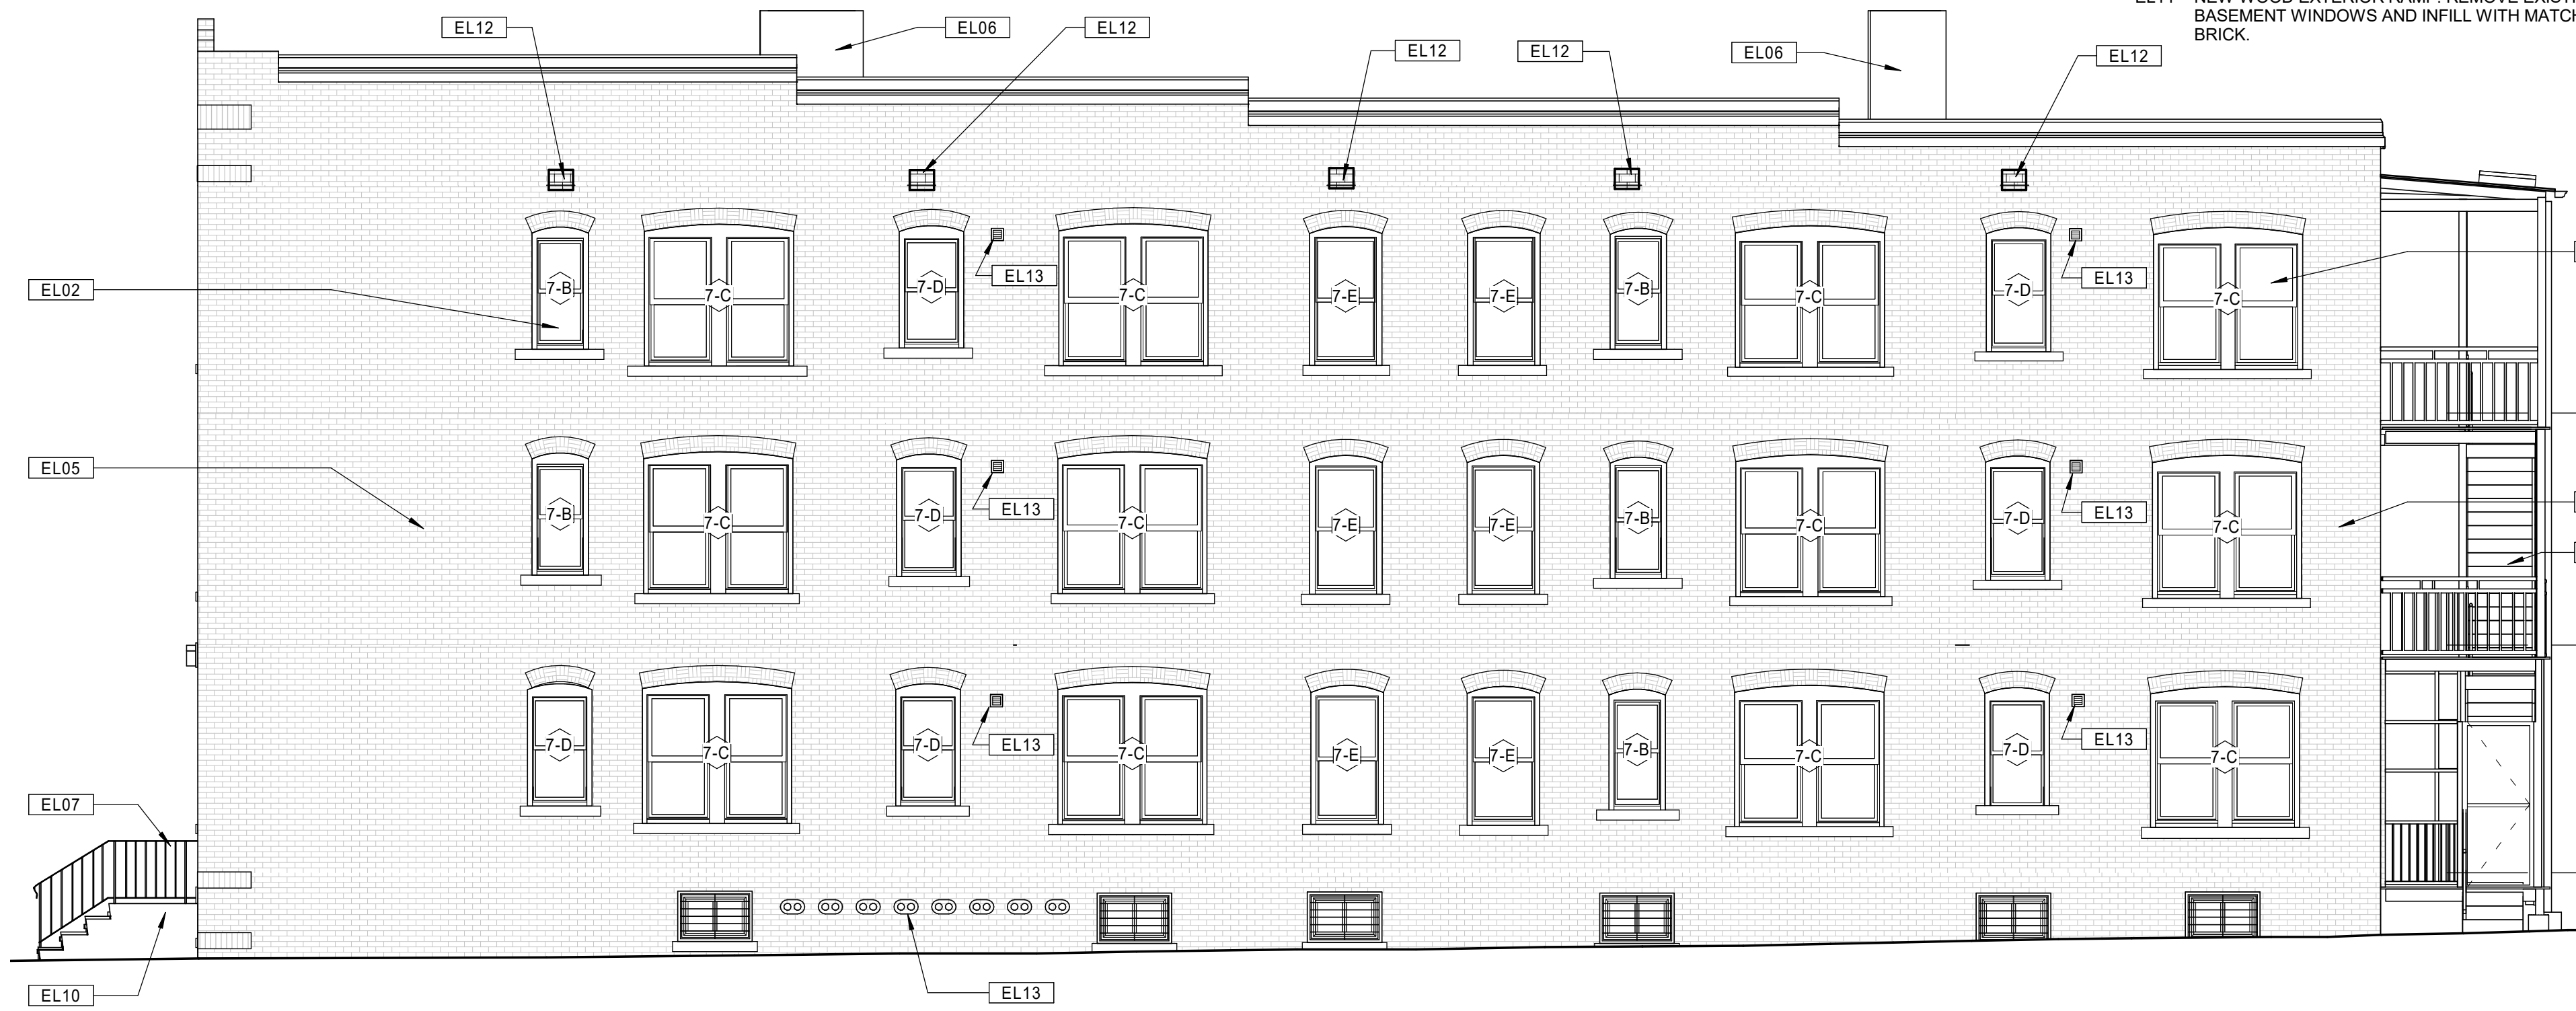 BASEMENT WINDOWS AND INFILL WITH MATCH
BRICK.
EL12
EL06
EL12
EL12
EL12
EL06
EL12
EL13
EL13
EL02
7-B
7-C
7-D
7-C
7-E
7-E
7-B
7-C
7-D
7-C
EL05
EL13
EL13
7-B
7-C
7-D
7-C
7-E
7-E
7-B
7-C
7-D
7-C
EL13
EL13
7-D
7-C
7-D
7-C
7-E
7-E
7-B
7-C
7-D
7-C
EL07
EL10
EL13